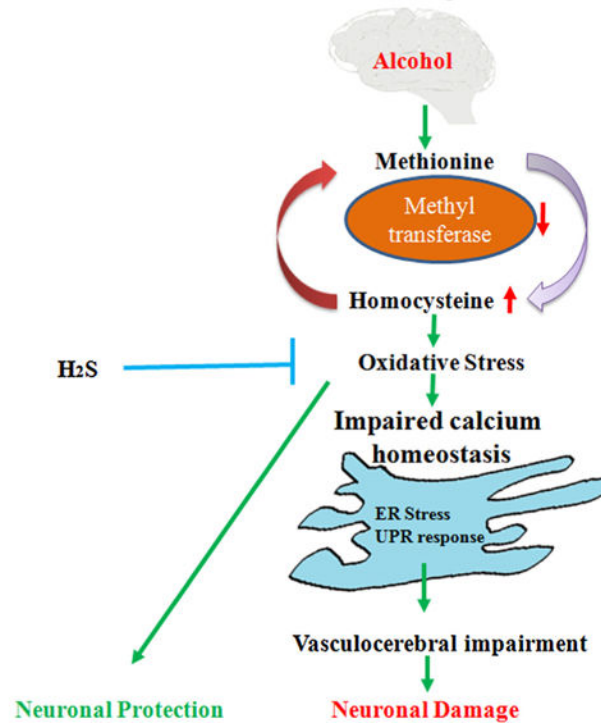 Alcohol
Methionine
Methyl
transferase
Homocysteine
H2S
Oxidative Stress
Impaired calcium
homeostasis
ER Stress
UPR response
Vasculocerebral impairment
Neuronal Protection
Neuronal Damage